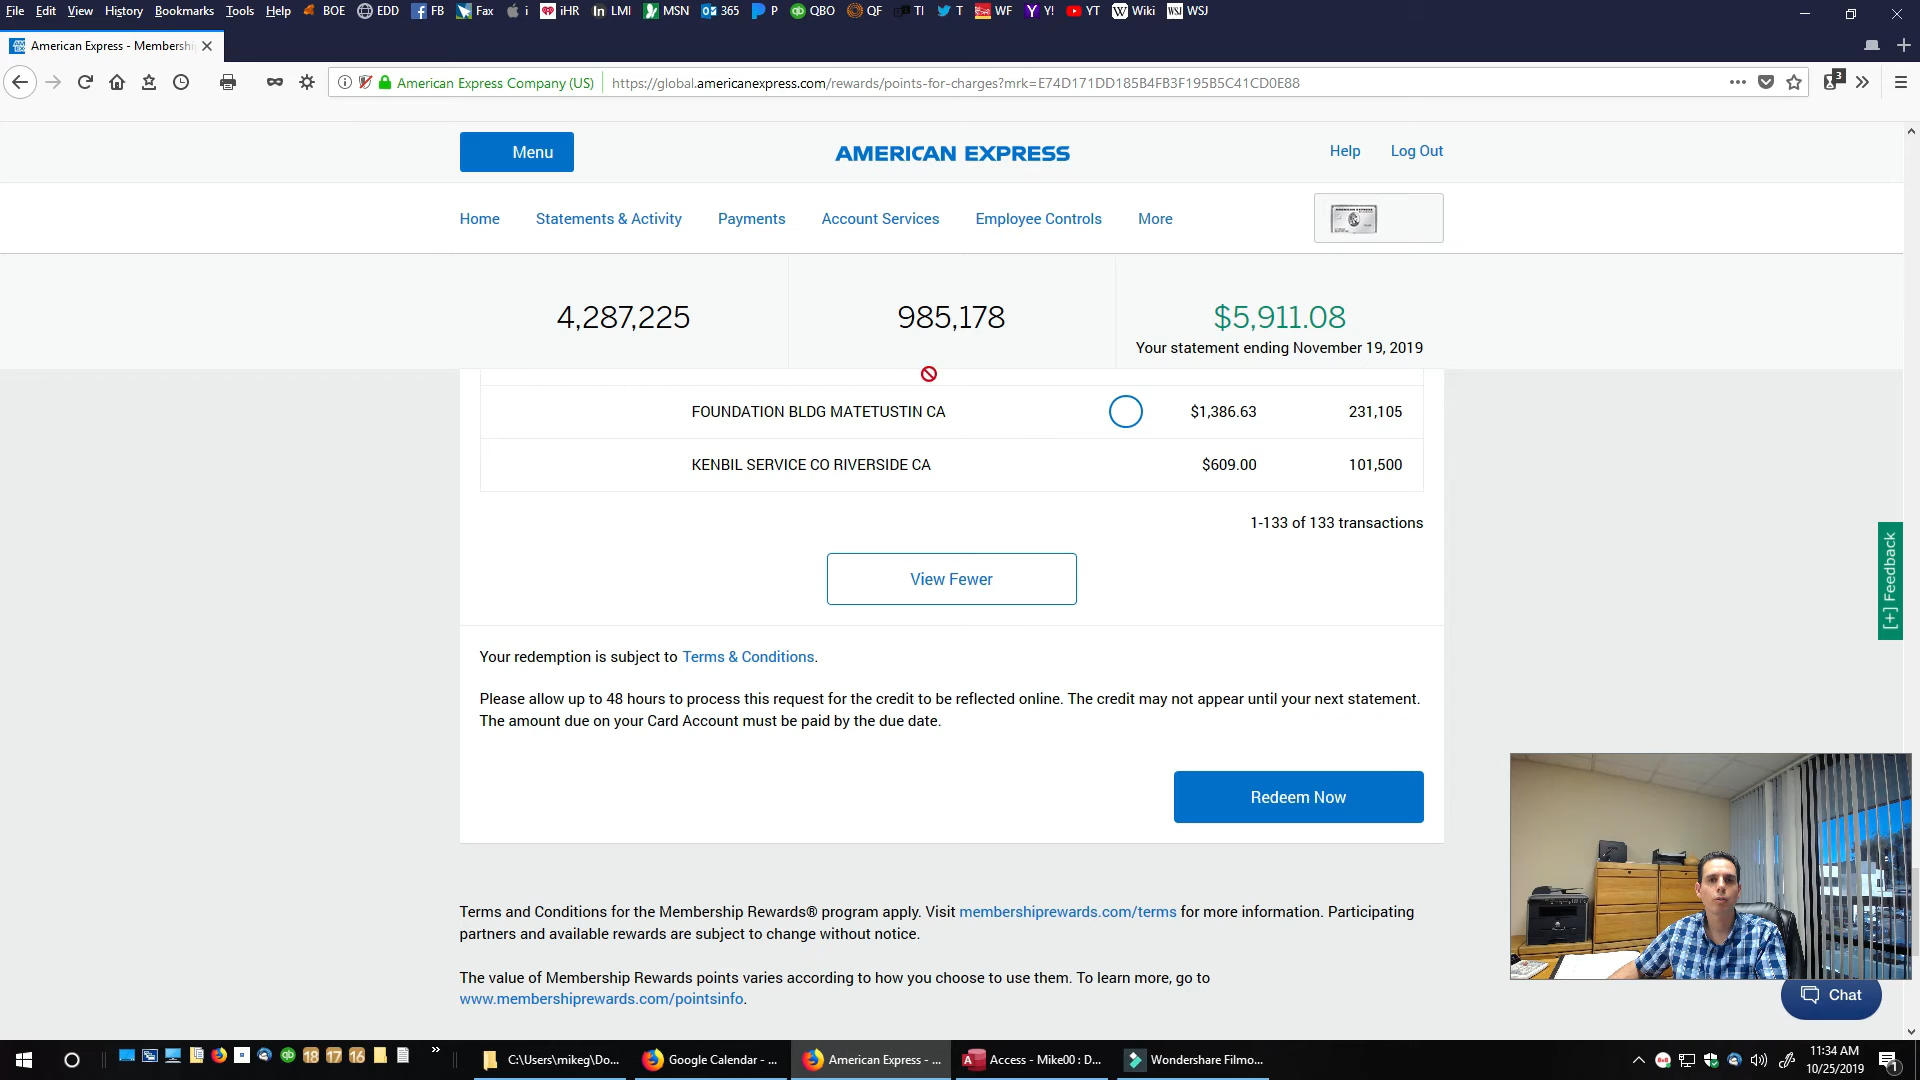 File Edit View History Bookmarks Tools Help BOE EDD FB Fax i iHR LMI MSN 365 P QBO QF TI T WF Y! YT Wiki WSJ
American Express - Membershi
American Express Company (US) https://global.americanexpress.com/rewards/points-for-charges?mrk=E74D171DD185B4FB3F195B5C41CD0E88
3
Menu
AMERICAN EXPRESS
Help Log Out
Home Statements & Activity Payments Account Services Employee Controls More
4,287,225
985,178
$5,911.08
Your statement ending November 19, 2019
FOUNDATION BLDG MATETUSTIN CA $1,386.63 231,105
KENBIL SERVICE CO RIVERSIDE CA $609.00 101,500
1-133 of 133 transactions
View Fewer
[+] Feedback
Your redemption is subject to Terms & Conditions.
Please allow up to 48 hours to process this request for the credit to be reflected online. The credit may not appear until your next statement.
The amount due on your Card Account must be paid by the due date.
Redeem Now
Terms and Conditions for the Membership Rewards® program apply. Visit membershiprewards.com/terms for more information. Participating
partners and available rewards are subject to change without notice.
The value of Membership Rewards points varies according to how you choose to use them. To learn more, go to
www.membershiprewards.com/pointsinfo.
Chat
18 17 16 C:\Users\mikeg\Do... Google Calendar - ... American Express - ... Access - Mike00 : D... Wondershare Filmo...
11:34 AM
10/25/2019
1